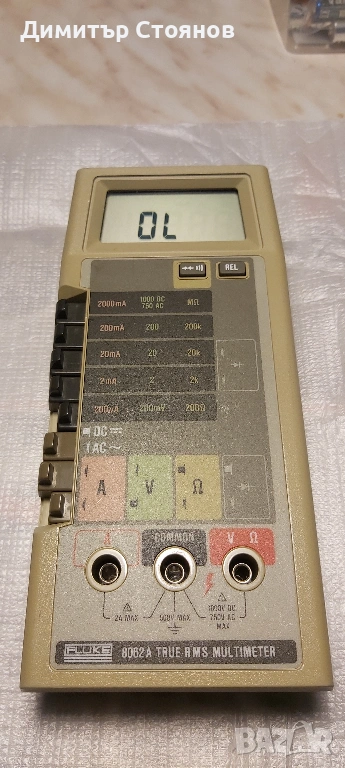 Димитър Стоянов
OL
REL
2000mA 1000 DC 750 AC MΩ
200mA 200 200k
20mA 20 20k
2mA 2 2k
200µA 200mV 200Ω
DC
AC ~
A V Ω
A COMMON V Ω
2A MAX 500V MAX 1000V DC 750V AC MAX
FLUKE 8062A TRUE RMS MULTIMETER
BAZAR